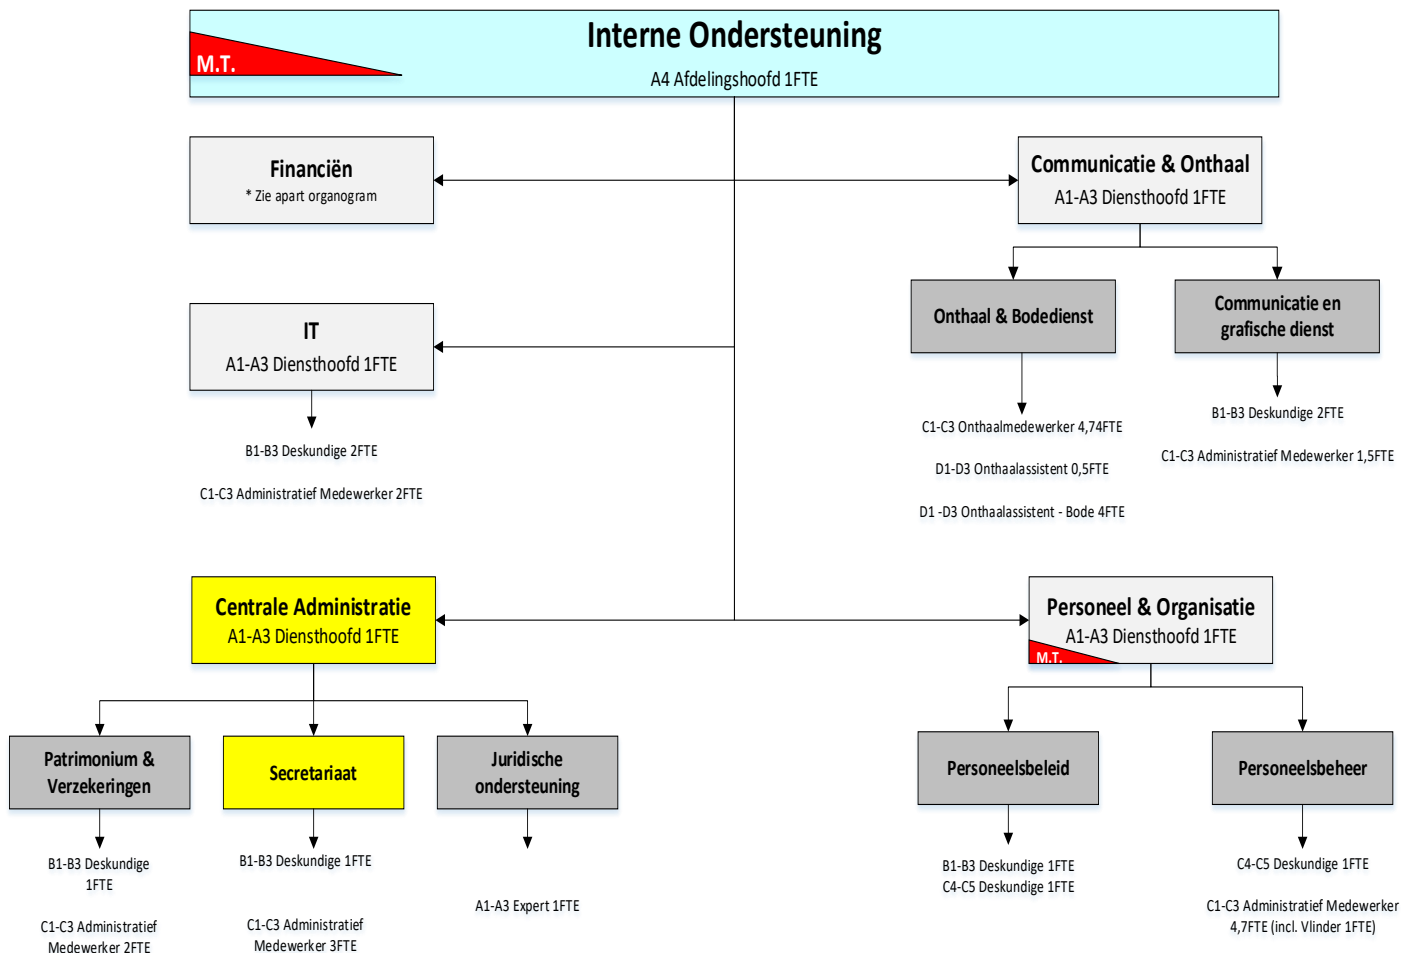 Interne Ondersteuning
M.T.
A4 Afdelingshoofd 1FTE
Financiën
* Zie apart organogram
Communicatie & Onthaal
A1-A3 Diensthoofd 1FTE
IT
A1-A3 Diensthoofd 1FTE
Onthaal & Bodedienst
Communicatie en
grafische dienst
B1-B3 Deskundige 2FTE
C1-C3 Administratief Medewerker 2FTE
C1-C3 Onthaalmedewerker 4,74FTE
D1-D3 Onthaalassistent 0,5FTE
D1 -D3 Onthaalassistent - Bode 4FTE
B1-B3 Deskundige 2FTE
C1-C3 Administratief Medewerker 1,5FTE
Centrale Administratie
A1-A3 Diensthoofd 1FTE
Personeel & Organisatie
A1-A3 Diensthoofd 1FTE
M.T.
Patrimonium &
Verzekeringen
Secretariaat
Juridische
ondersteuning
Personeelsbeleid
Personeelsbeheer
B1-B3 Deskundige
1FTE
C1-C3 Administratief
Medewerker 2FTE
B1-B3 Deskundige 1FTE
C1-C3 Administratief
Medewerker 3FTE
A1-A3 Expert 1FTE
B1-B3 Deskundige 1FTE
C4-C5 Deskundige 1FTE
C4-C5 Deskundige 1FTE
C1-C3 Administratief Medewerker
4,7FTE (incl. Vlinder 1FTE)